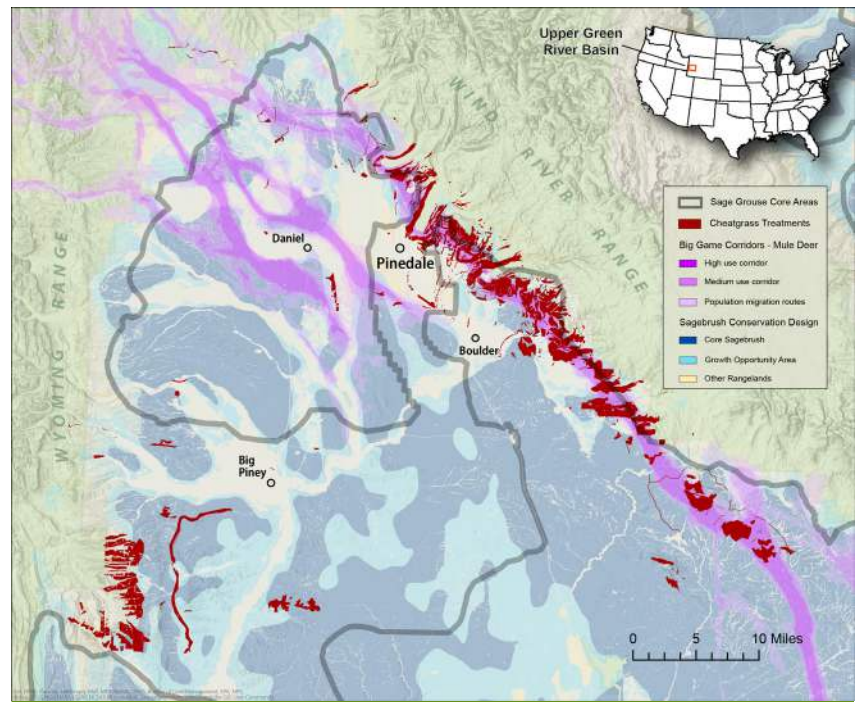 Upper Green
River Basin
WIND RIVER RANGE
WYOMING RANGE
Sage Grouse Core Areas
Cheatgrass Treatments
Big Game Corridors - Mule Deer
High use corridor
Medium use corridor
Population migration routes
Sagebrush Conservation Design
Core Sagebrush
Growth Opportunity Area
Other Rangelands
Daniel
Pinedale
Boulder
Big
Piney
0 5 10 Miles